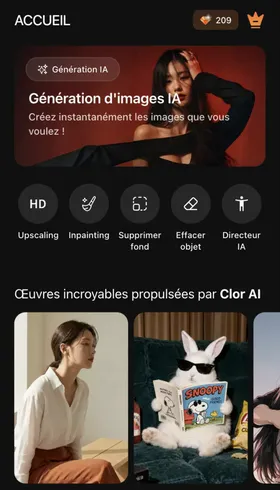 ACCUEIL
209
Génération IA
Génération d'images IA
Créez instantanément les images que vous
voulez !
HD
Upscaling
Inpainting
Supprimer
fond
Effacer
objet
Directeur
IA
Œuvres incroyables propulsées par Clor AI
SNOOPY